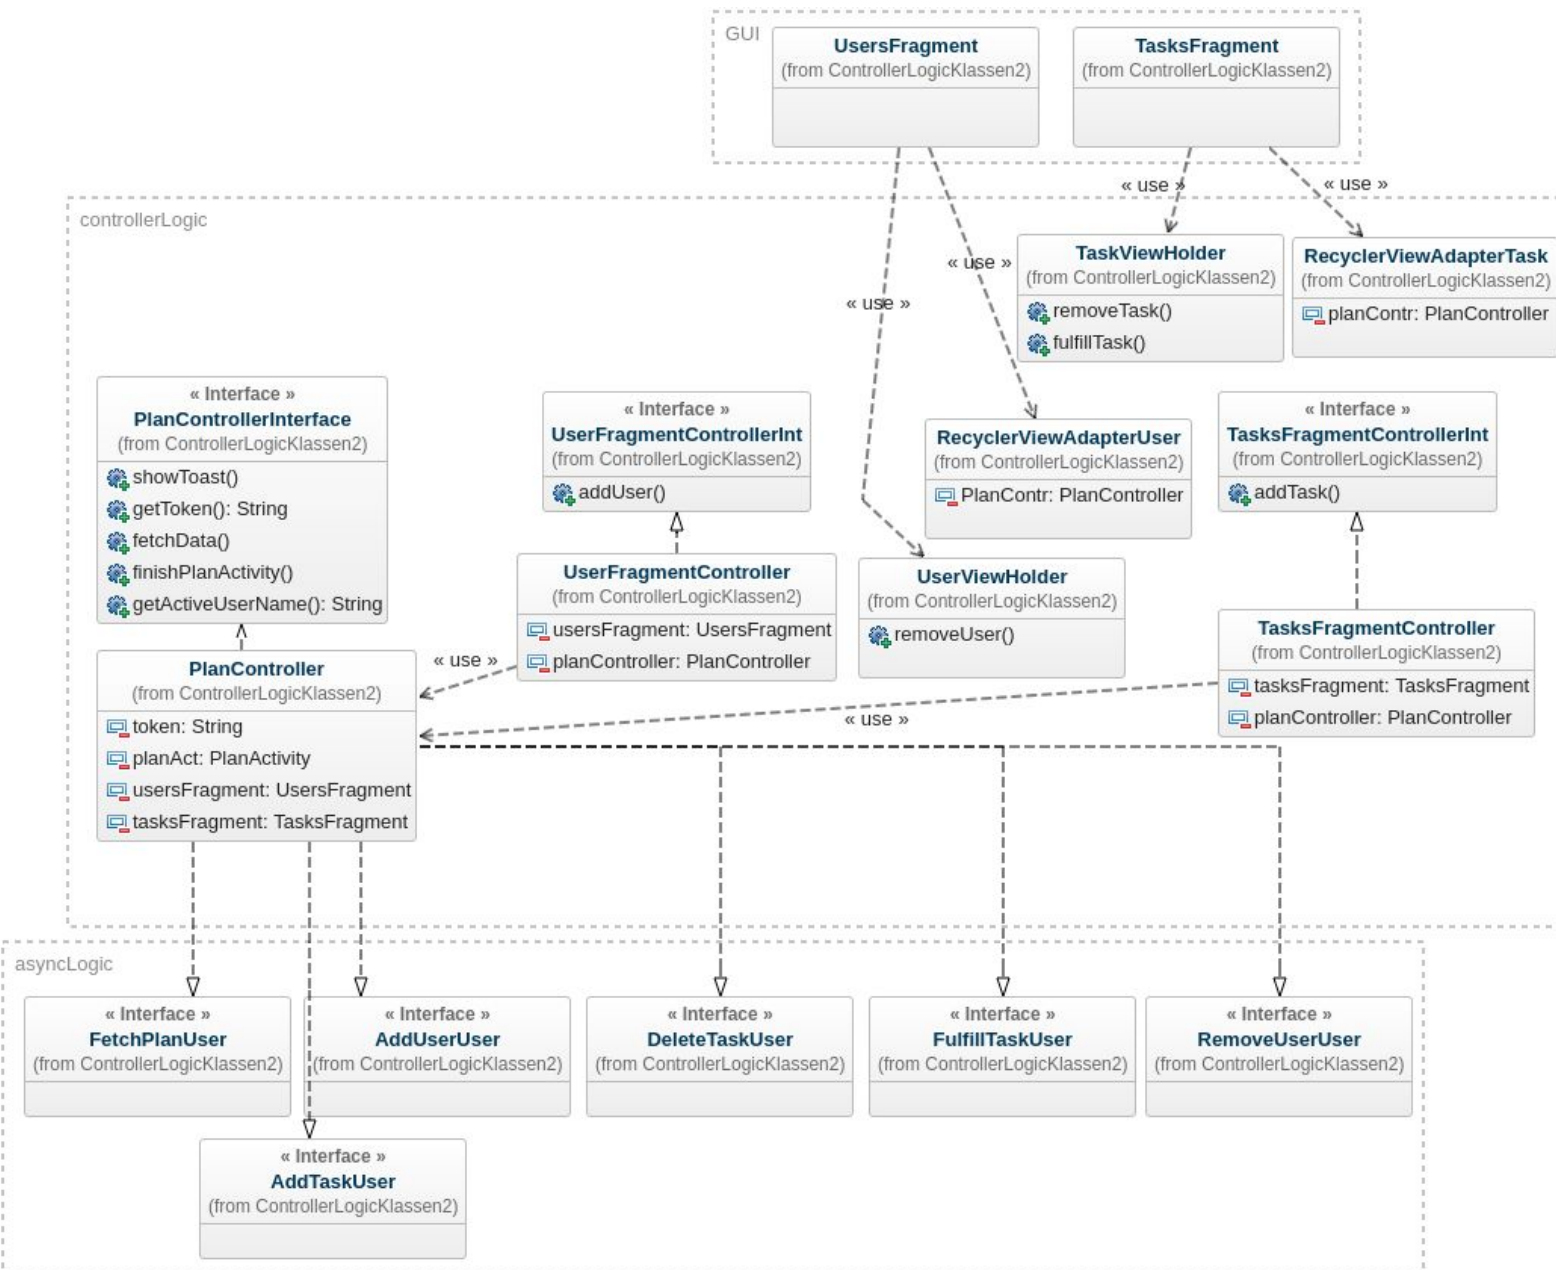 GUI
UsersFragment
(from ControllerLogicKlassen2)
TasksFragment
(from ControllerLogicKlassen2)
« use »
« use »
controllerLogic
« use »
« use »
TaskViewHolder
(from ControllerLogicKlassen2)
removeTask()
fulfillTask()
RecyclerViewAdapterTask
(from ControllerLogicKlassen2)
planContr: PlanController
« Interface »
PlanControllerInterface
(from ControllerLogicKlassen2)
showToast()
getToken(): String
fetchData()
finishPlanActivity()
getActiveUserName(): String
« Interface »
UserFragmentControllerInt
(from ControllerLogicKlassen2)
addUser()
RecyclerViewAdapterUser
(from ControllerLogicKlassen2)
PlanContr: PlanController
« Interface »
TasksFragmentControllerInt
(from ControllerLogicKlassen2)
addTask()
UserFragmentController
(from ControllerLogicKlassen2)
usersFragment: UsersFragment
planController: PlanController
UserViewHolder
(from ControllerLogicKlassen2)
removeUser()
TasksFragmentController
(from ControllerLogicKlassen2)
tasksFragment: TasksFragment
planController: PlanController
« use »
« use »
PlanController
(from ControllerLogicKlassen2)
token: String
planAct: PlanActivity
usersFragment: UsersFragment
tasksFragment: TasksFragment
asyncLogic
« Interface »
FetchPlanUser
(from ControllerLogicKlassen2)
« Interface »
AddUserUser
(from ControllerLogicKlassen2)
« Interface »
DeleteTaskUser
(from ControllerLogicKlassen2)
« Interface »
FulfillTaskUser
(from ControllerLogicKlassen2)
« Interface »
RemoveUserUser
(from ControllerLogicKlassen2)
« Interface »
AddTaskUser
(from ControllerLogicKlassen2)